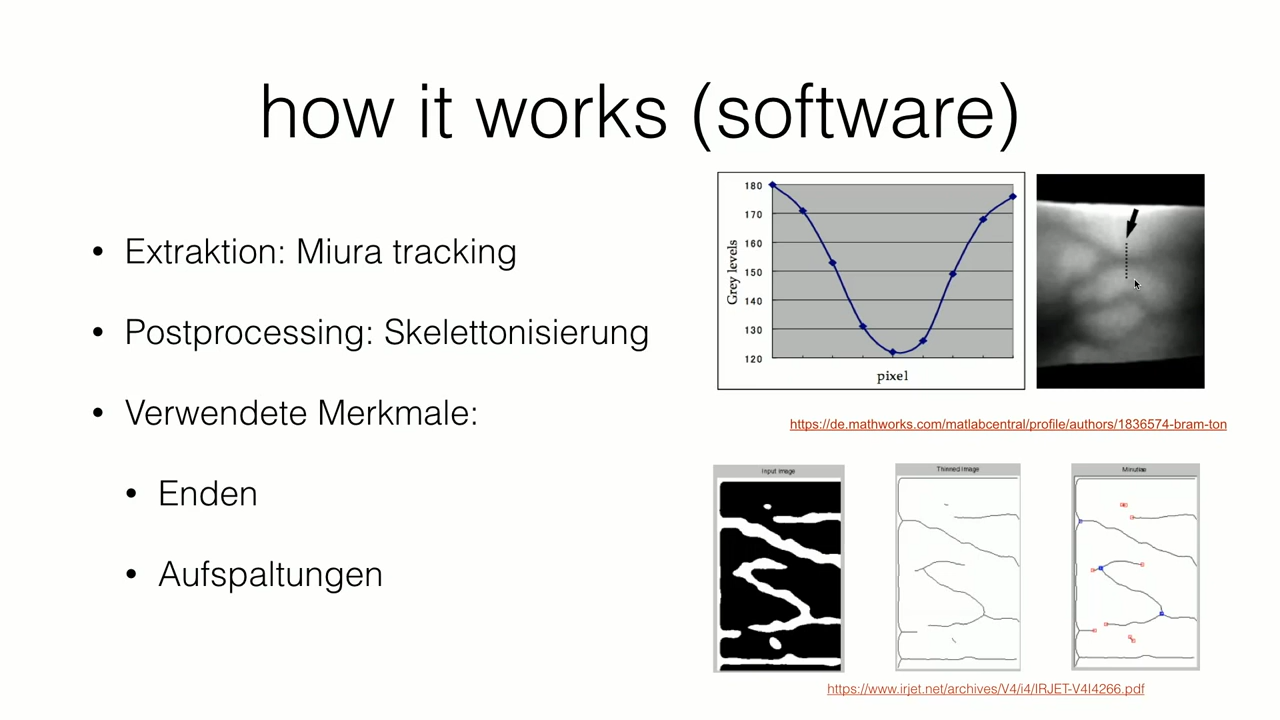 how it works (software)
• Extraktion: Miura tracking
• Postprocessing: Skelettonisierung
• Verwendete Merkmale:
• Enden
• Aufspaltungen
180
170
160
150
140
130
120
Grey levels
pixel
https://de.mathworks.com/matlabcentral/profile/authors/1836574-bram-ton
Input Image
Thinned Image
Minutiae
https://www.irjet.net/archives/V4/i4/IRJET-V4I4266.pdf